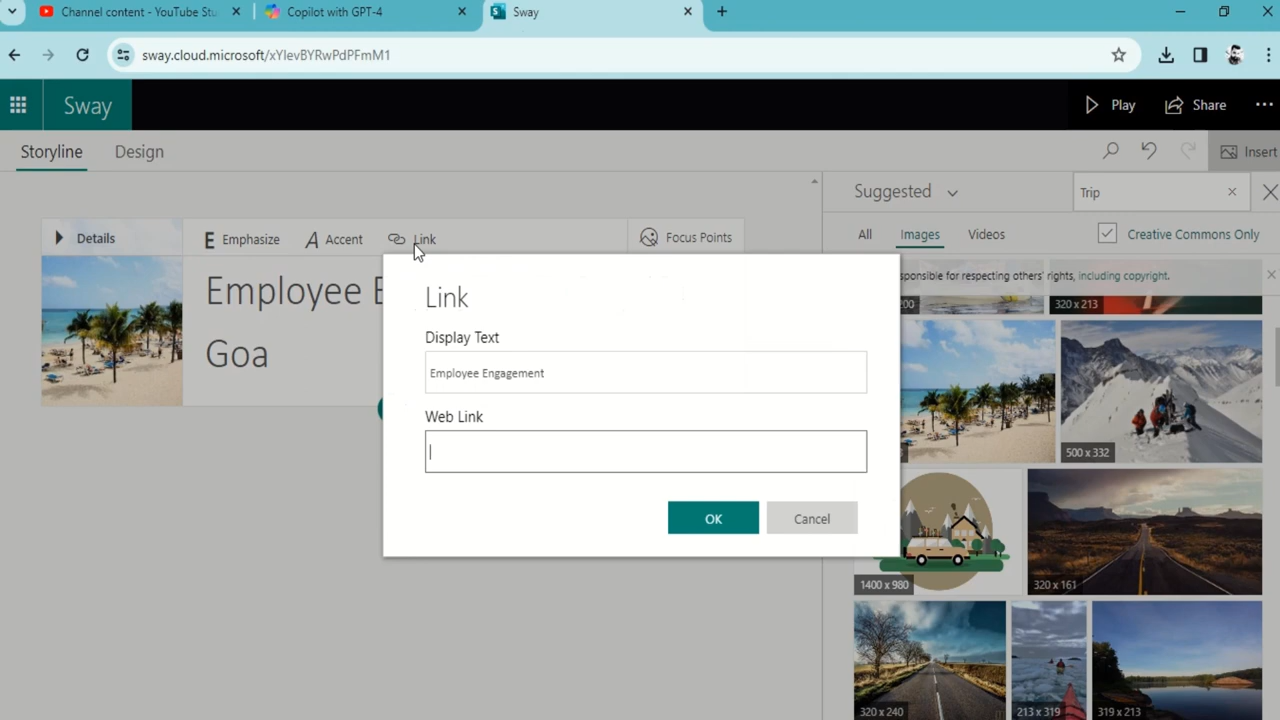 Channel content - YouTube Stu
Copilot with GPT-4
Sway
sway.cloud.microsoft/xYlevBYRwPdPFmM1
Sway
Play
Share
Storyline
Design
Insert
Suggested
Trip
Details
E Emphasize
A Accent
Link
Focus Points
All
Images
Videos
Creative Commons Only
Employee E
Goa
sponsible for respecting others' rights, including copyright.
200
320 x 213
Link
Display Text
Employee Engagement
Web Link
OK
Cancel
500 x 332
1400 x 980
320 x 161
320 x 240
213 x 319
319 x 213